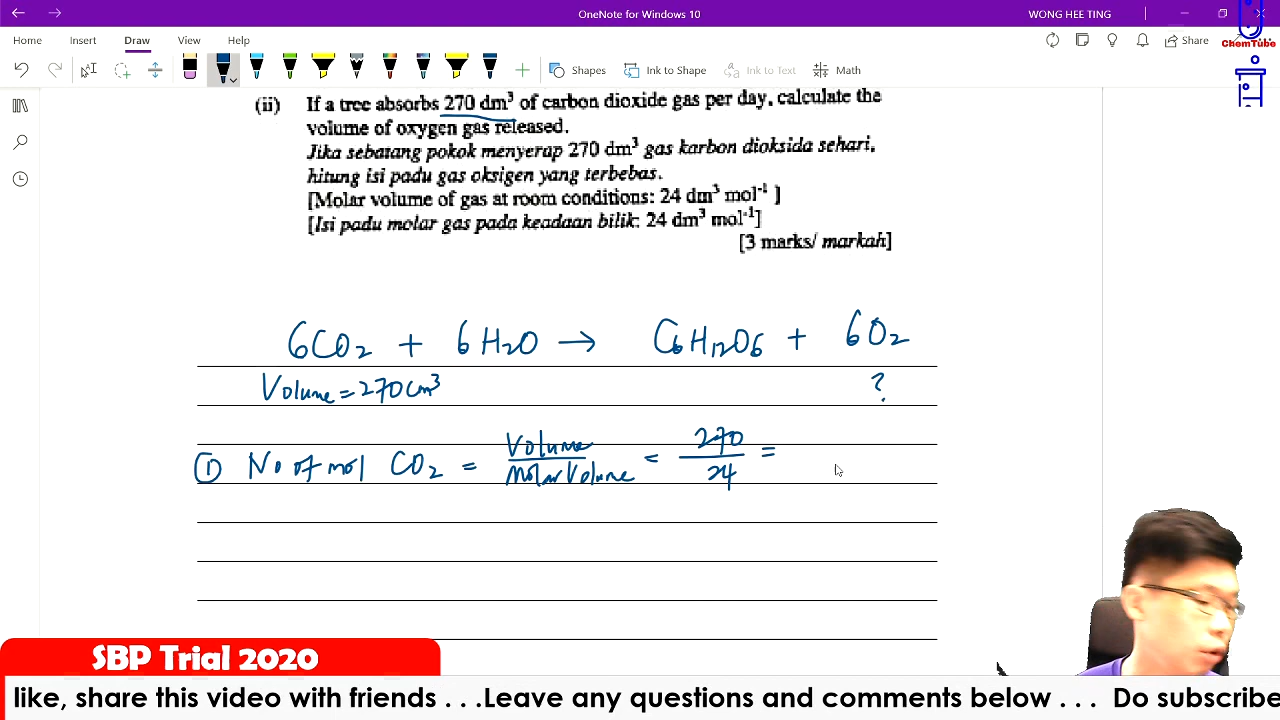 OneNote for Windows 10
WONG HEE TING
Home Insert Draw View Help
Share
ChemTube
Shapes Ink to Shape Ink to Text Math
(ii) If a tree absorbs 270 dm³ of carbon dioxide gas per day, calculate the
volume of oxygen gas released.
Jika sebatang pokok menyerap 270 dm³ gas karbon dioksida sehari,
hitung isi padu gas oksigen yang terbebas.
[Molar volume of gas at room conditions: 24 dm³ mol⁻¹ ]
[Isi padu molar gas pada keadaan bilik: 24 dm³ mol⁻¹]
[3 marks/ markah]
6CO₂ + 6H₂O → C₆H₁₂O₆ + 6O₂
Volume = 270cm³ ?
① No of mol CO₂ = Volume / Molar Volume = 270 / 24 =
SBP Trial 2020
like, share this video with friends . . .Leave any questions and comments below . . . Do subscribe